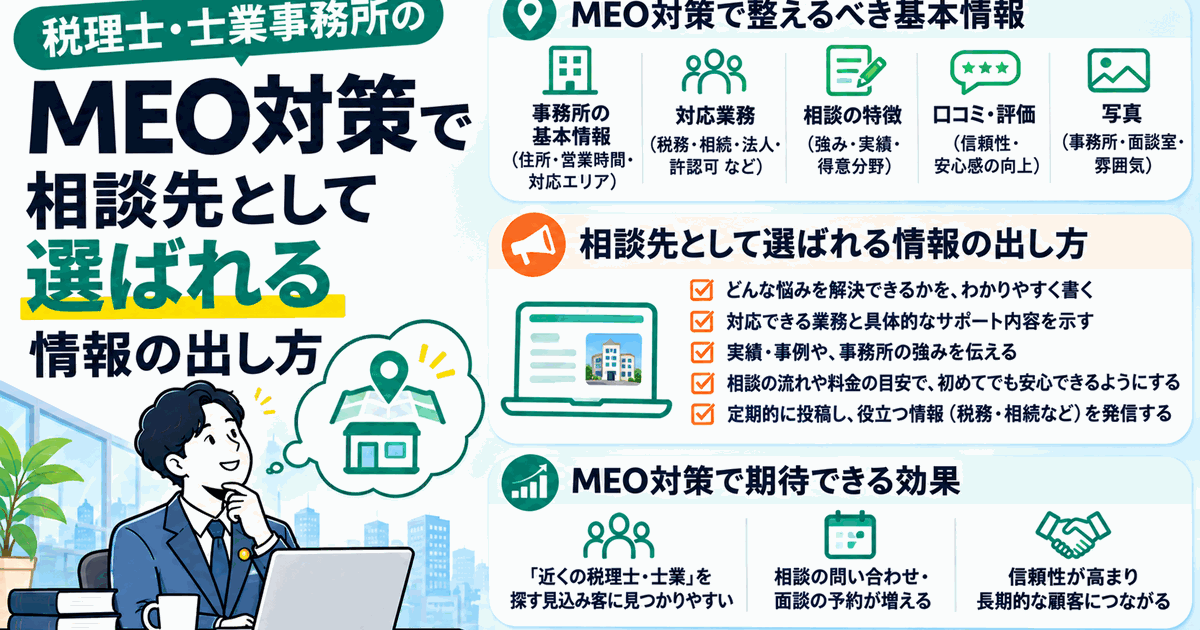 税理士・士業事務所の
MEO対策で
相談先として
選ばれる
情報の出し方
MEO対策で整えるべき基本情報
事務所の
基本情報
（住所・営業時間・
対応エリア）
対応業務
（税務・相続・法人・
許認可 など）
相談の特徴
（強み・実績・
得意分野）
口コミ・評価
（信頼性・
安心感の向上）
写真
（事務所・面談室・
雰囲気）
相談先として選ばれる情報の出し方
どんな悩みを解決できるかを、わかりやすく書く
対応できる業務と具体的なサポート内容を示す
実績・事例や、事務所の強みを伝える
相談の流れや料金の目安で、初めてでも安心できるようにする
定期的に投稿し、役立つ情報（税務・相続など）を発信する
MEO対策で期待できる効果
「近くの税理士・士業」を
探す見込み客に見つかりやすい
相談の問い合わせ・
面談の予約が増える
信頼性が高まり
長期的な顧客につながる